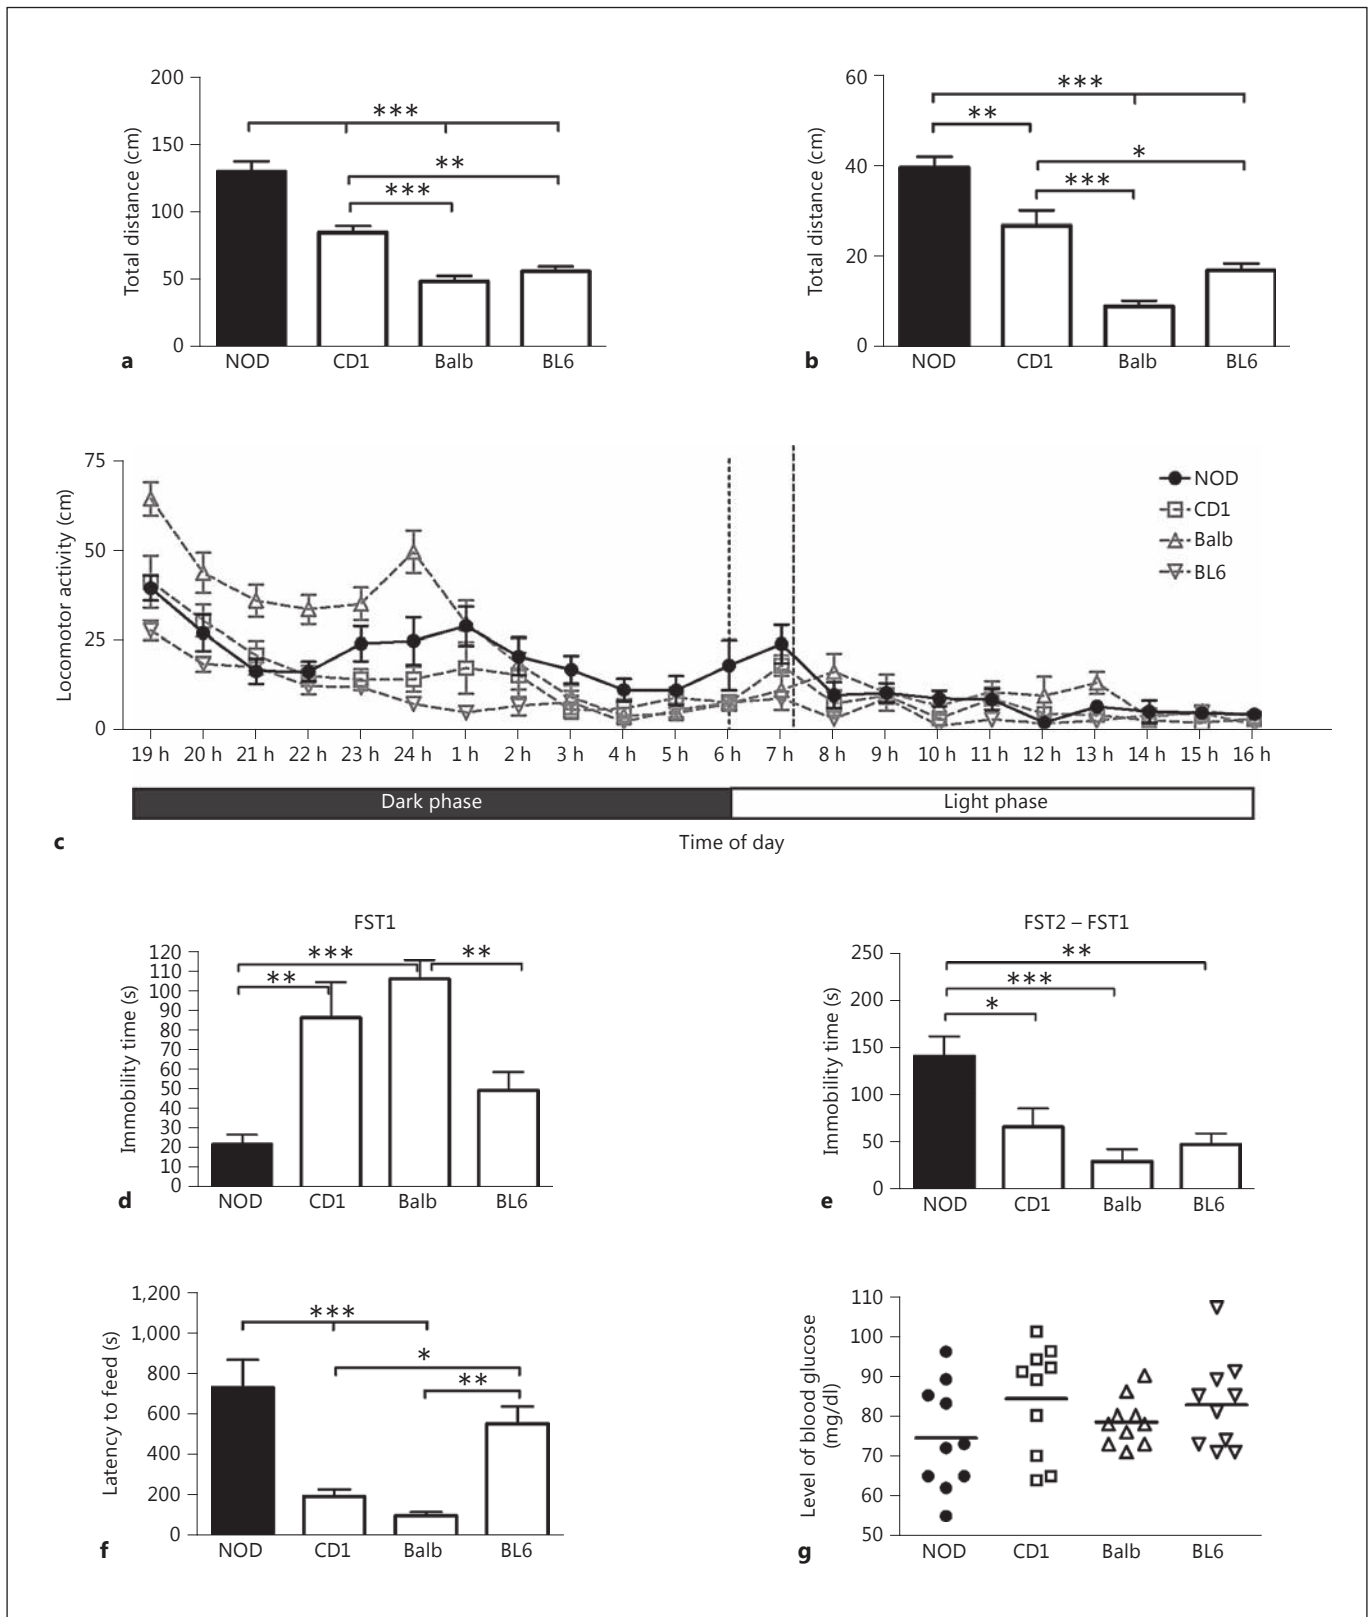 200
150
100
50
0
Total distance (cm)
***
**
***
NOD CD1 Balb BL6
a
60
40
20
0
Total distance (cm)
***
**
*
***
NOD CD1 Balb BL6
b
75
50
25
0
Locomotor activity (cm)
NOD
CD1
Balb
BL6
19 h 20 h 21 h 22 h 23 h 24 h 1 h 2 h 3 h 4 h 5 h 6 h 7 h 8 h 9 h 10 h 11 h 12 h 13 h 14 h 15 h 16 h
Dark phase Light phase
c
Time of day
FST1
120
110
100
90
80
70
60
50
40
30
20
10
0
Immobility time (s)
***
**
**
NOD CD1 Balb BL6
d
FST2 – FST1
250
200
150
100
50
0
Immobility time (s)
**
***
*
NOD CD1 Balb BL6
e
1,200
1,000
800
600
400
200
0
Latency to feed (s)
***
*
**
NOD CD1 Balb BL6
f
110
100
90
80
70
60
50
Level of blood glucose
(mg/dl)
NOD CD1 Balb BL6
g